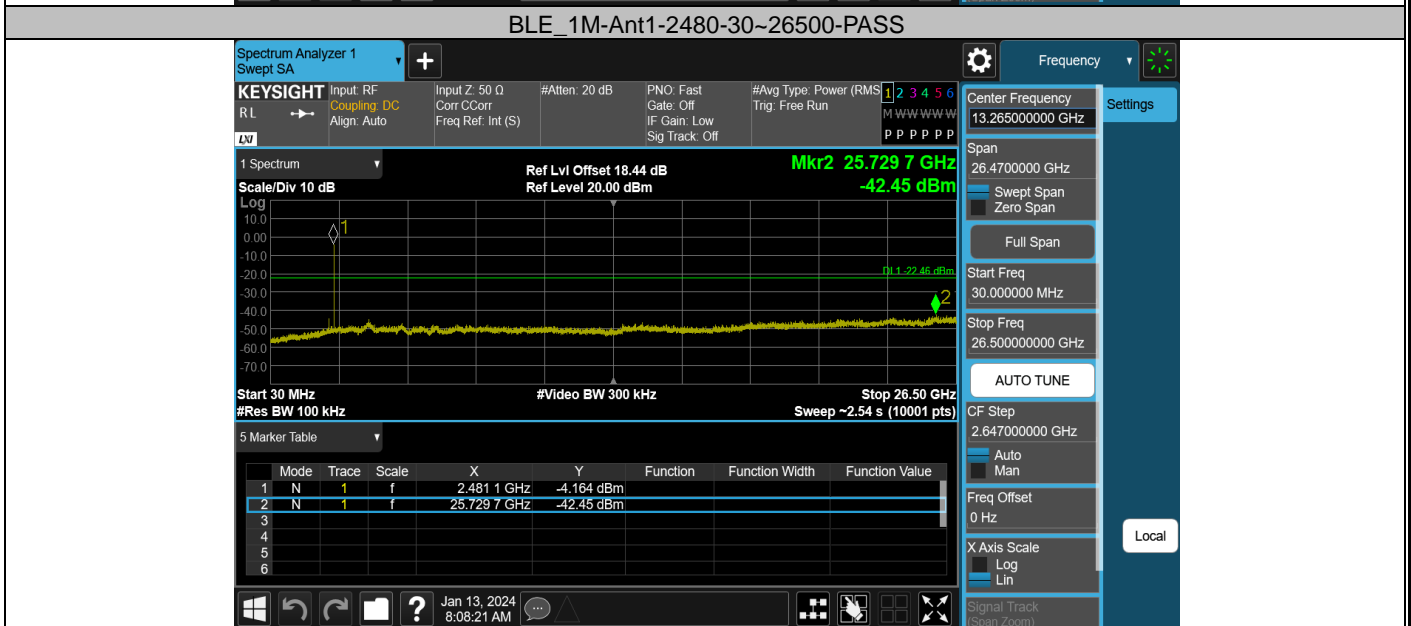 BLE_1M-Ant1-2480-30~26500-PASS
Spectrum Analyzer 1
Swept SA
Frequency
KEYSIGHT
RL
LXI
Input: RF
Coupling: DC
Align: Auto
Input Z: 50 Ω
Corr CCorr
Freq Ref: Int (S)
#Atten: 20 dB
PNO: Fast
Gate: Off
IF Gain: Low
Sig Track: Off
#Avg Type: Power (RMS
Trig: Free Run
1 2 3 4 5 6
M W W W W W
P P P P P P
1 Spectrum
Scale/Div 10 dB
Ref Lvl Offset 18.44 dB
Ref Level 20.00 dBm
Mkr2 25.729 7 GHz
-42.45 dBm
Log
10.0
0.00
-10.0
-20.0
-30.0
-40.0
-50.0
-60.0
-70.0
1
DL1 -22.46 dBm
2
Start 30 MHz
#Video BW 300 kHz
Stop 26.50 GHz
#Res BW 100 kHz
Sweep ~2.54 s (10001 pts)
5 Marker Table
Mode Trace Scale X Y Function Function Width Function Value
1 N 1 f 2.481 1 GHz -4.164 dBm
2 N 1 f 25.729 7 GHz -42.45 dBm
3
4
5
6
Jan 13, 2024
8:08:21 AM
?
Center Frequency
13.265000000 GHz
Settings
Span
26.4700000 GHz
Swept Span
Zero Span
Full Span
Start Freq
30.000000 MHz
Stop Freq
26.500000000 GHz
AUTO TUNE
CF Step
2.647000000 GHz
Auto
Man
Freq Offset
0 Hz
Local
X Axis Scale
Log
Lin
Signal Track
(Span Zoom)